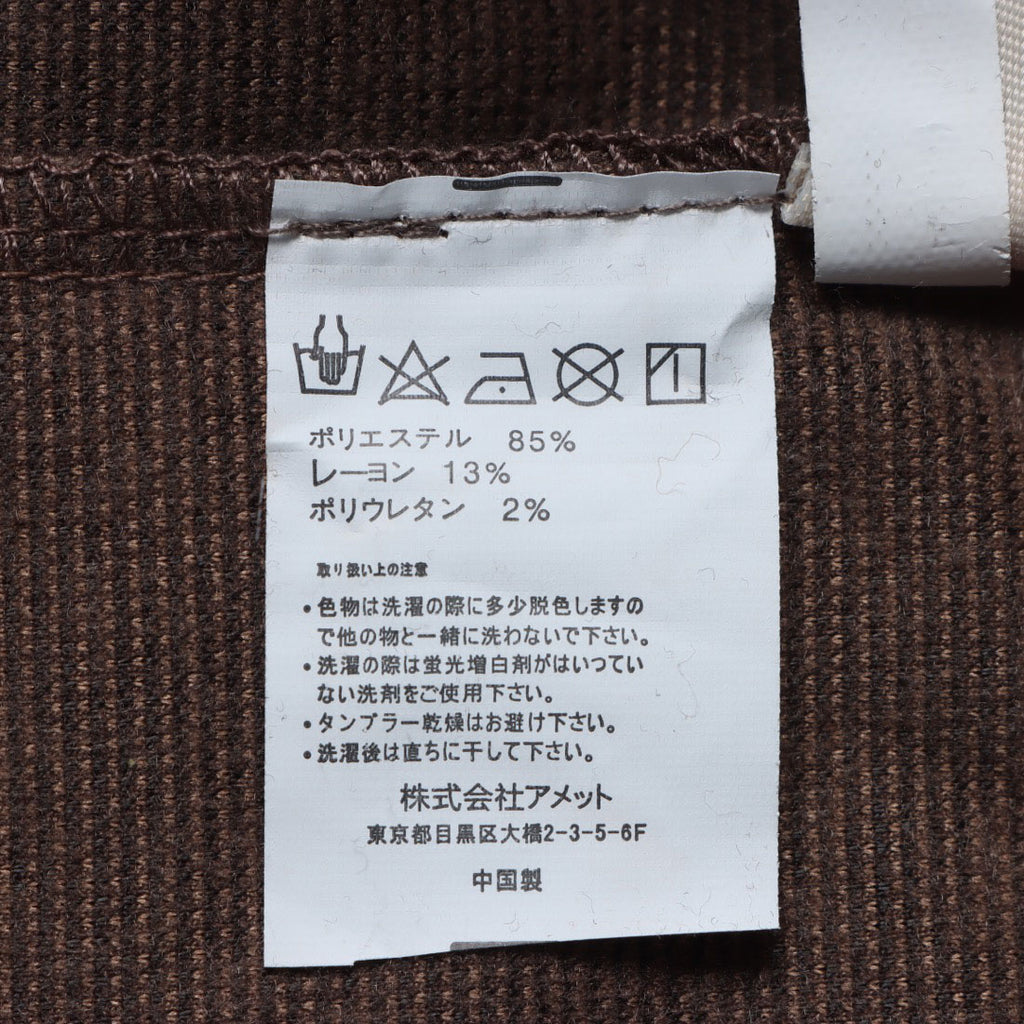 ポリエステル 85%
レーヨン 13%
ポリウレタン 2%
取り扱い上の注意
・色物は洗濯の際に多少脱色しますの
で他の物と一緒に洗わないで下さい。
・洗濯の際は蛍光増白剤がはいってい
ない洗剤をご使用下さい。
・タンブラー乾燥はお避け下さい。
・洗濯後は直ちに干して下さい。
株式会社アメット
東京都目黒区大橋2-3-5-6F
中国製